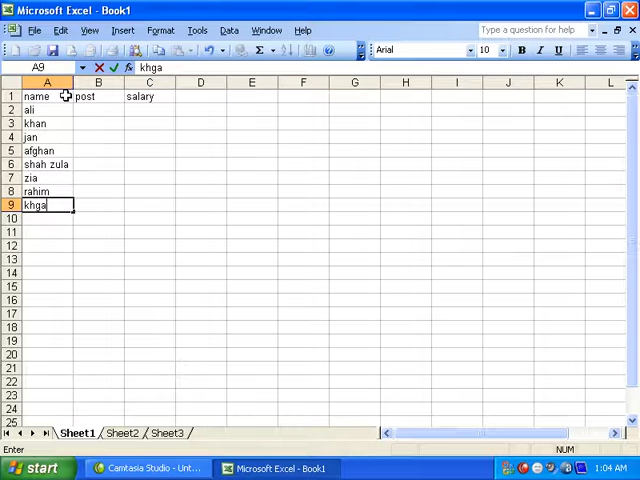 Microsoft Excel - Book1
File Edit View Insert Format Tools Data Window Help Type a question for help
Arial 10 B I U
A9 fx khga
A B C D E F G H I J K L
1 name post salary
2 ali
3 khan
4 jan
5 afghan
6 shah zula
7 zia
8 rahim
9 khga
10
11
12
13
14
15
16
17
18
19
20
21
22
23
24
25
Sheet1 Sheet2 Sheet3
Enter NUM
start Camtasia Studio - Unt... Microsoft Excel - Book1 1:04 AM